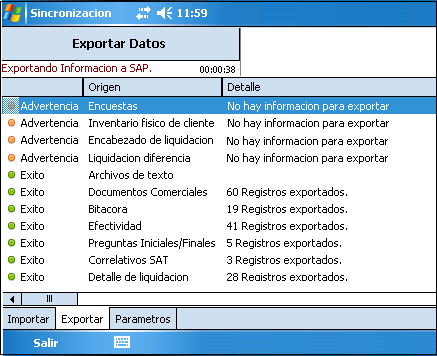 Sincronizacion 11:59
Exportar Datos
Exportando Informacion a SAP. 00:00:38
Origen Detalle
Advertencia Encuestas No hay informacion para exportar
Advertencia Inventario fisico de cliente No hay informacion para exportar
Advertencia Encabezado de liquidacion No hay informacion para exportar
Advertencia Liquidacion diferencia No hay informacion para exportar
Exito Archivos de texto
Exito Documentos Comerciales 60 Registros exportados.
Exito Bitacora 19 Registros exportados.
Exito Efectividad 41 Registros exportados.
Exito Preguntas Iniciales/Finales 5 Registros exportados.
Exito Correlativos SAT 3 Registros exportados.
Exito Detalle de liquidacion 28 Registros exportados.
Importar Exportar Parametros
Salir